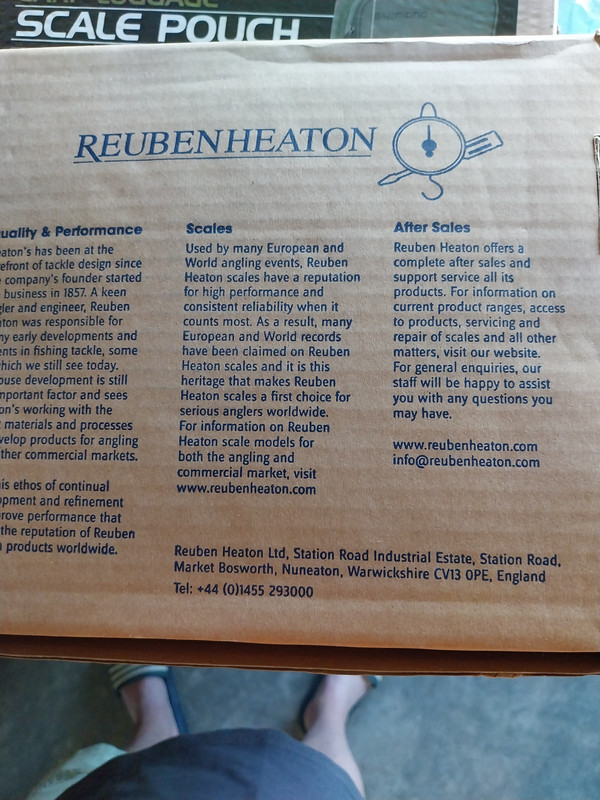 SCALE POUCH
REUBENHEATON
uality & Performance
eaton's has been at the
efront of tackle design since
company's founder started
business in 1857. A keen
gler and engineer, Reuben
aton was responsible for
ny early developments and
ents in fishing tackle, some
hich we still see today.
ouse development is still
mportant factor and sees
on's working with the
materials and processes
velop products for angling
ther commercial markets.
is ethos of continual
opment and refinement
rove performance that
the reputation of Reuben
products worldwide.
Scales
Used by many European and
World angling events, Reuben
Heaton scales have a reputation
for high performance and
consistent reliability when it
counts most. As a result, many
European and World records
have been claimed on Reuben
Heaton scales and it is this
heritage that makes Reuben
Heaton scales a first choice for
serious anglers worldwide.
For information on Reuben
Heaton scale models for
both the angling and
commercial market, visit
www.reubenheaton.com
After Sales
Reuben Heaton offers a
complete after sales and
support service all its
products. For information on
current product ranges, access
to products, servicing and
repair of scales and all other
matters, visit our website.
For general enquiries, our
staff will be happy to assist
you with any questions you
may have.
www.reubenheaton.com
info@reubenheaton.com
Reuben Heaton Ltd, Station Road Industrial Estate, Station Road,
Market Bosworth, Nuneaton, Warwickshire CV13 0PE, England
Tel: +44 (0)1455 293000